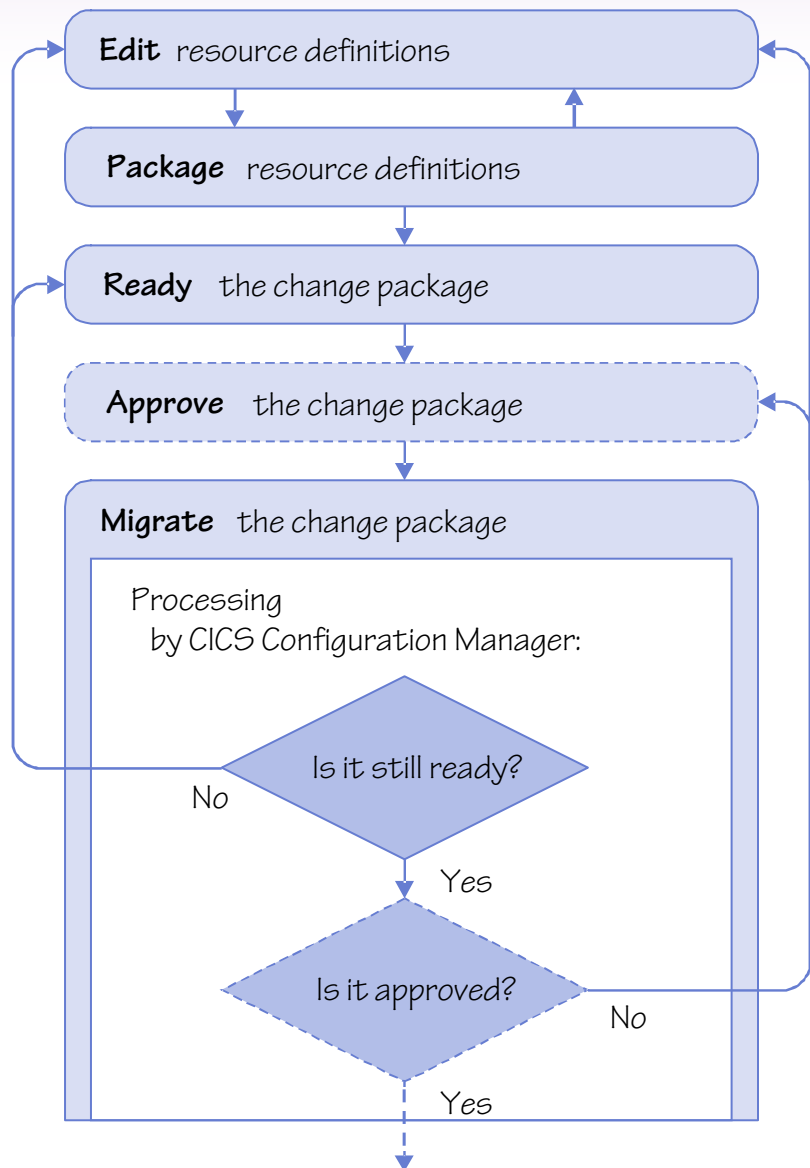 Edit resource definitions
Package resource definitions
Ready the change package
Approve the change package
Migrate the change package
Processing
by CICS Configuration Manager:
Is it still ready?
No
Yes
Is it approved?
No
Yes